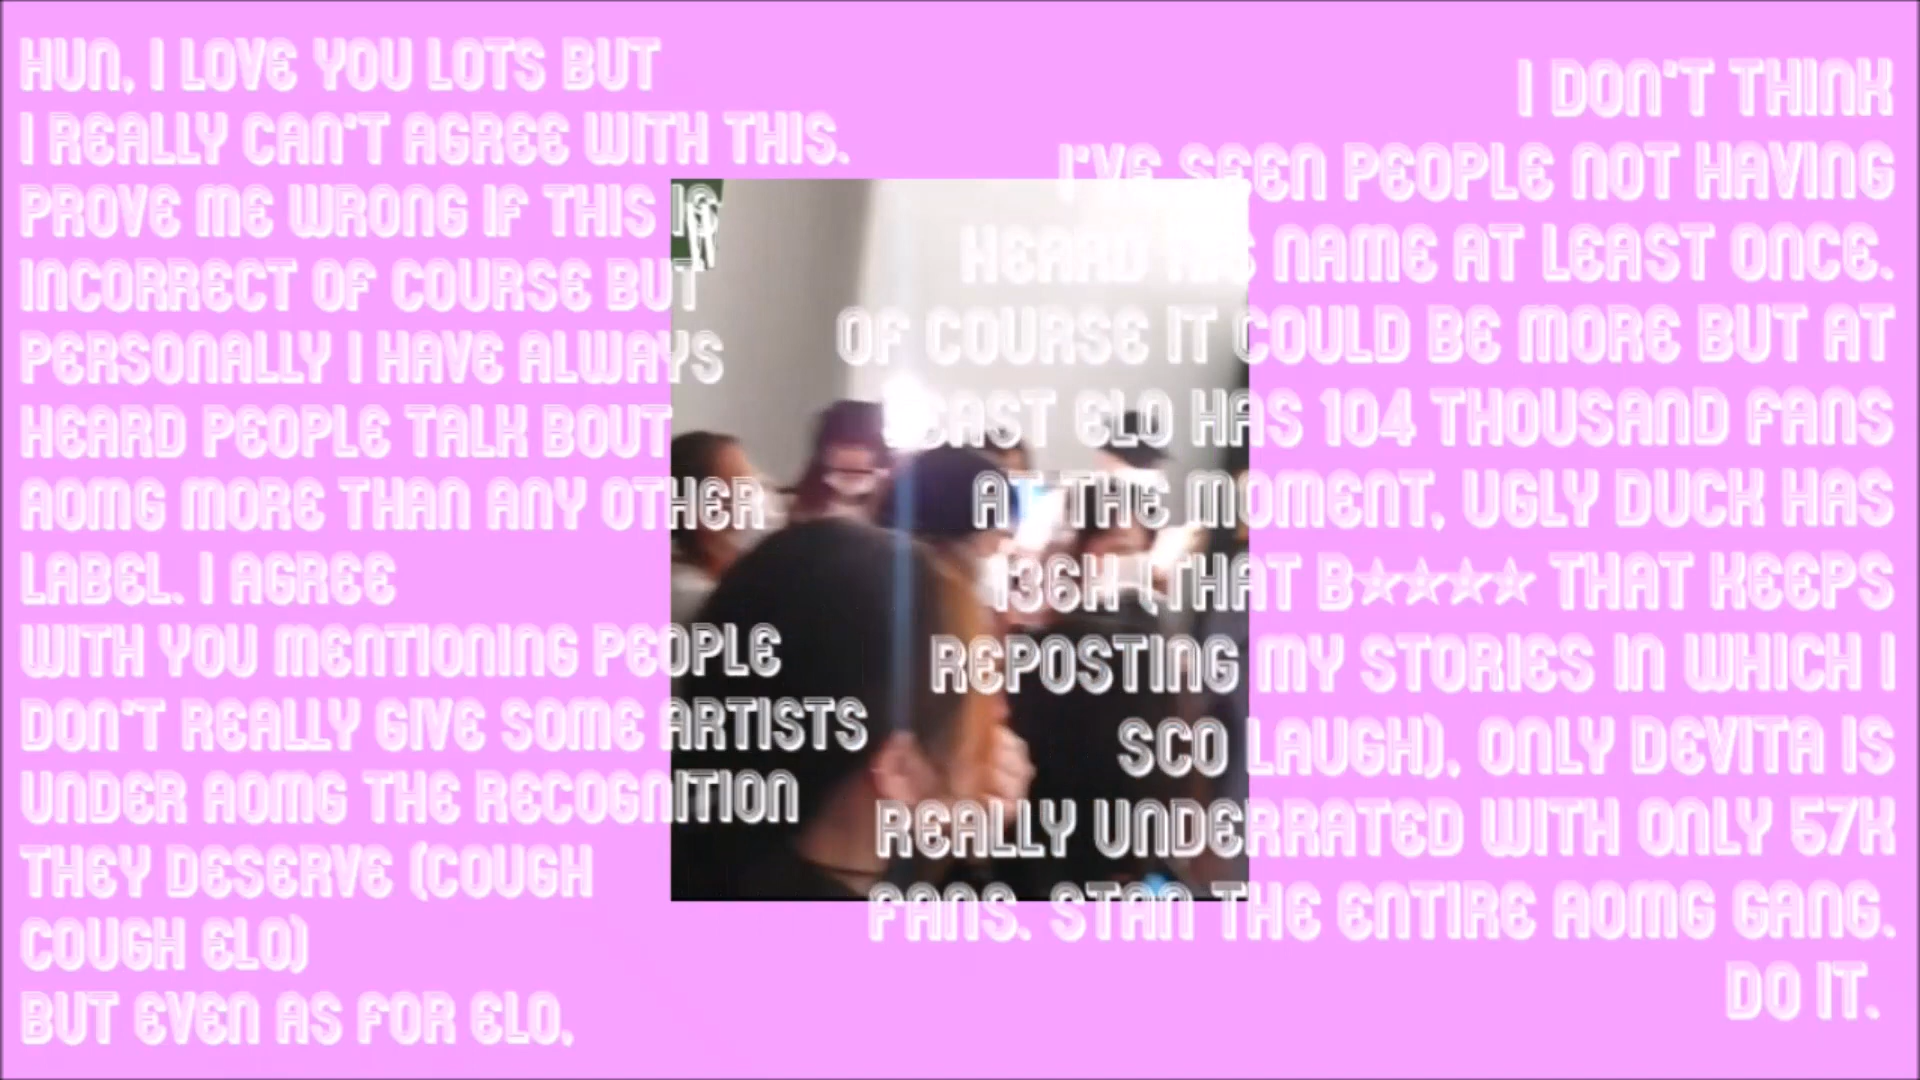 HUN, I LOVE YOU LOTS BUT
I REALLY CAN'T AGREE WITH THIS.
PROVE ME WRONG IF THIS IS
INCORRECT OF COURSE BUT
PERSONALLY I HAVE ALWAYS
HEARD PEOPLE TALK BOUT
AOMG MORE THAN ANY OTHER
LABEL. I AGREE
WITH YOU MENTIONING PEOPLE
DON'T REALLY GIVE SOME ARTISTS
UNDER AOMG THE RECOGNITION
THEY DESERVE (COUGH
COUGH ELO)
BUT EVEN AS FOR ELO,
I DON'T THINK
I'VE SEEN PEOPLE NOT HAVING
HEARD HIS NAME AT LEAST ONCE.
OF COURSE IT COULD BE MORE BUT AT
LEAST ELO HAS 104 THOUSAND FANS
AT THE MOMENT, UGLY DUCK HAS
136K (THAT B☆☆☆☆ THAT KEEPS
REPOSTING MY STORIES IN WHICH I
SCO LAUGH), ONLY DEVITA IS
REALLY UNDERRATED WITH ONLY 57K
FANS. STAN THE ENTIRE AOMG GANG.
DO IT.